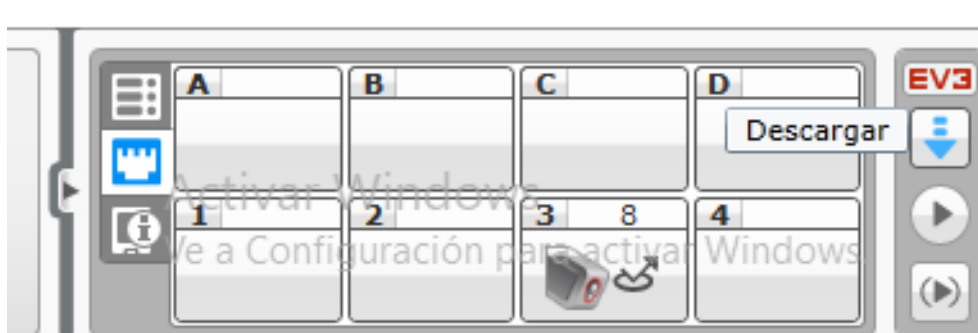 A B C D EV3
Descargar
Activar Windows
1 2 3 8 4
Ve a Configuración para activar Windows.